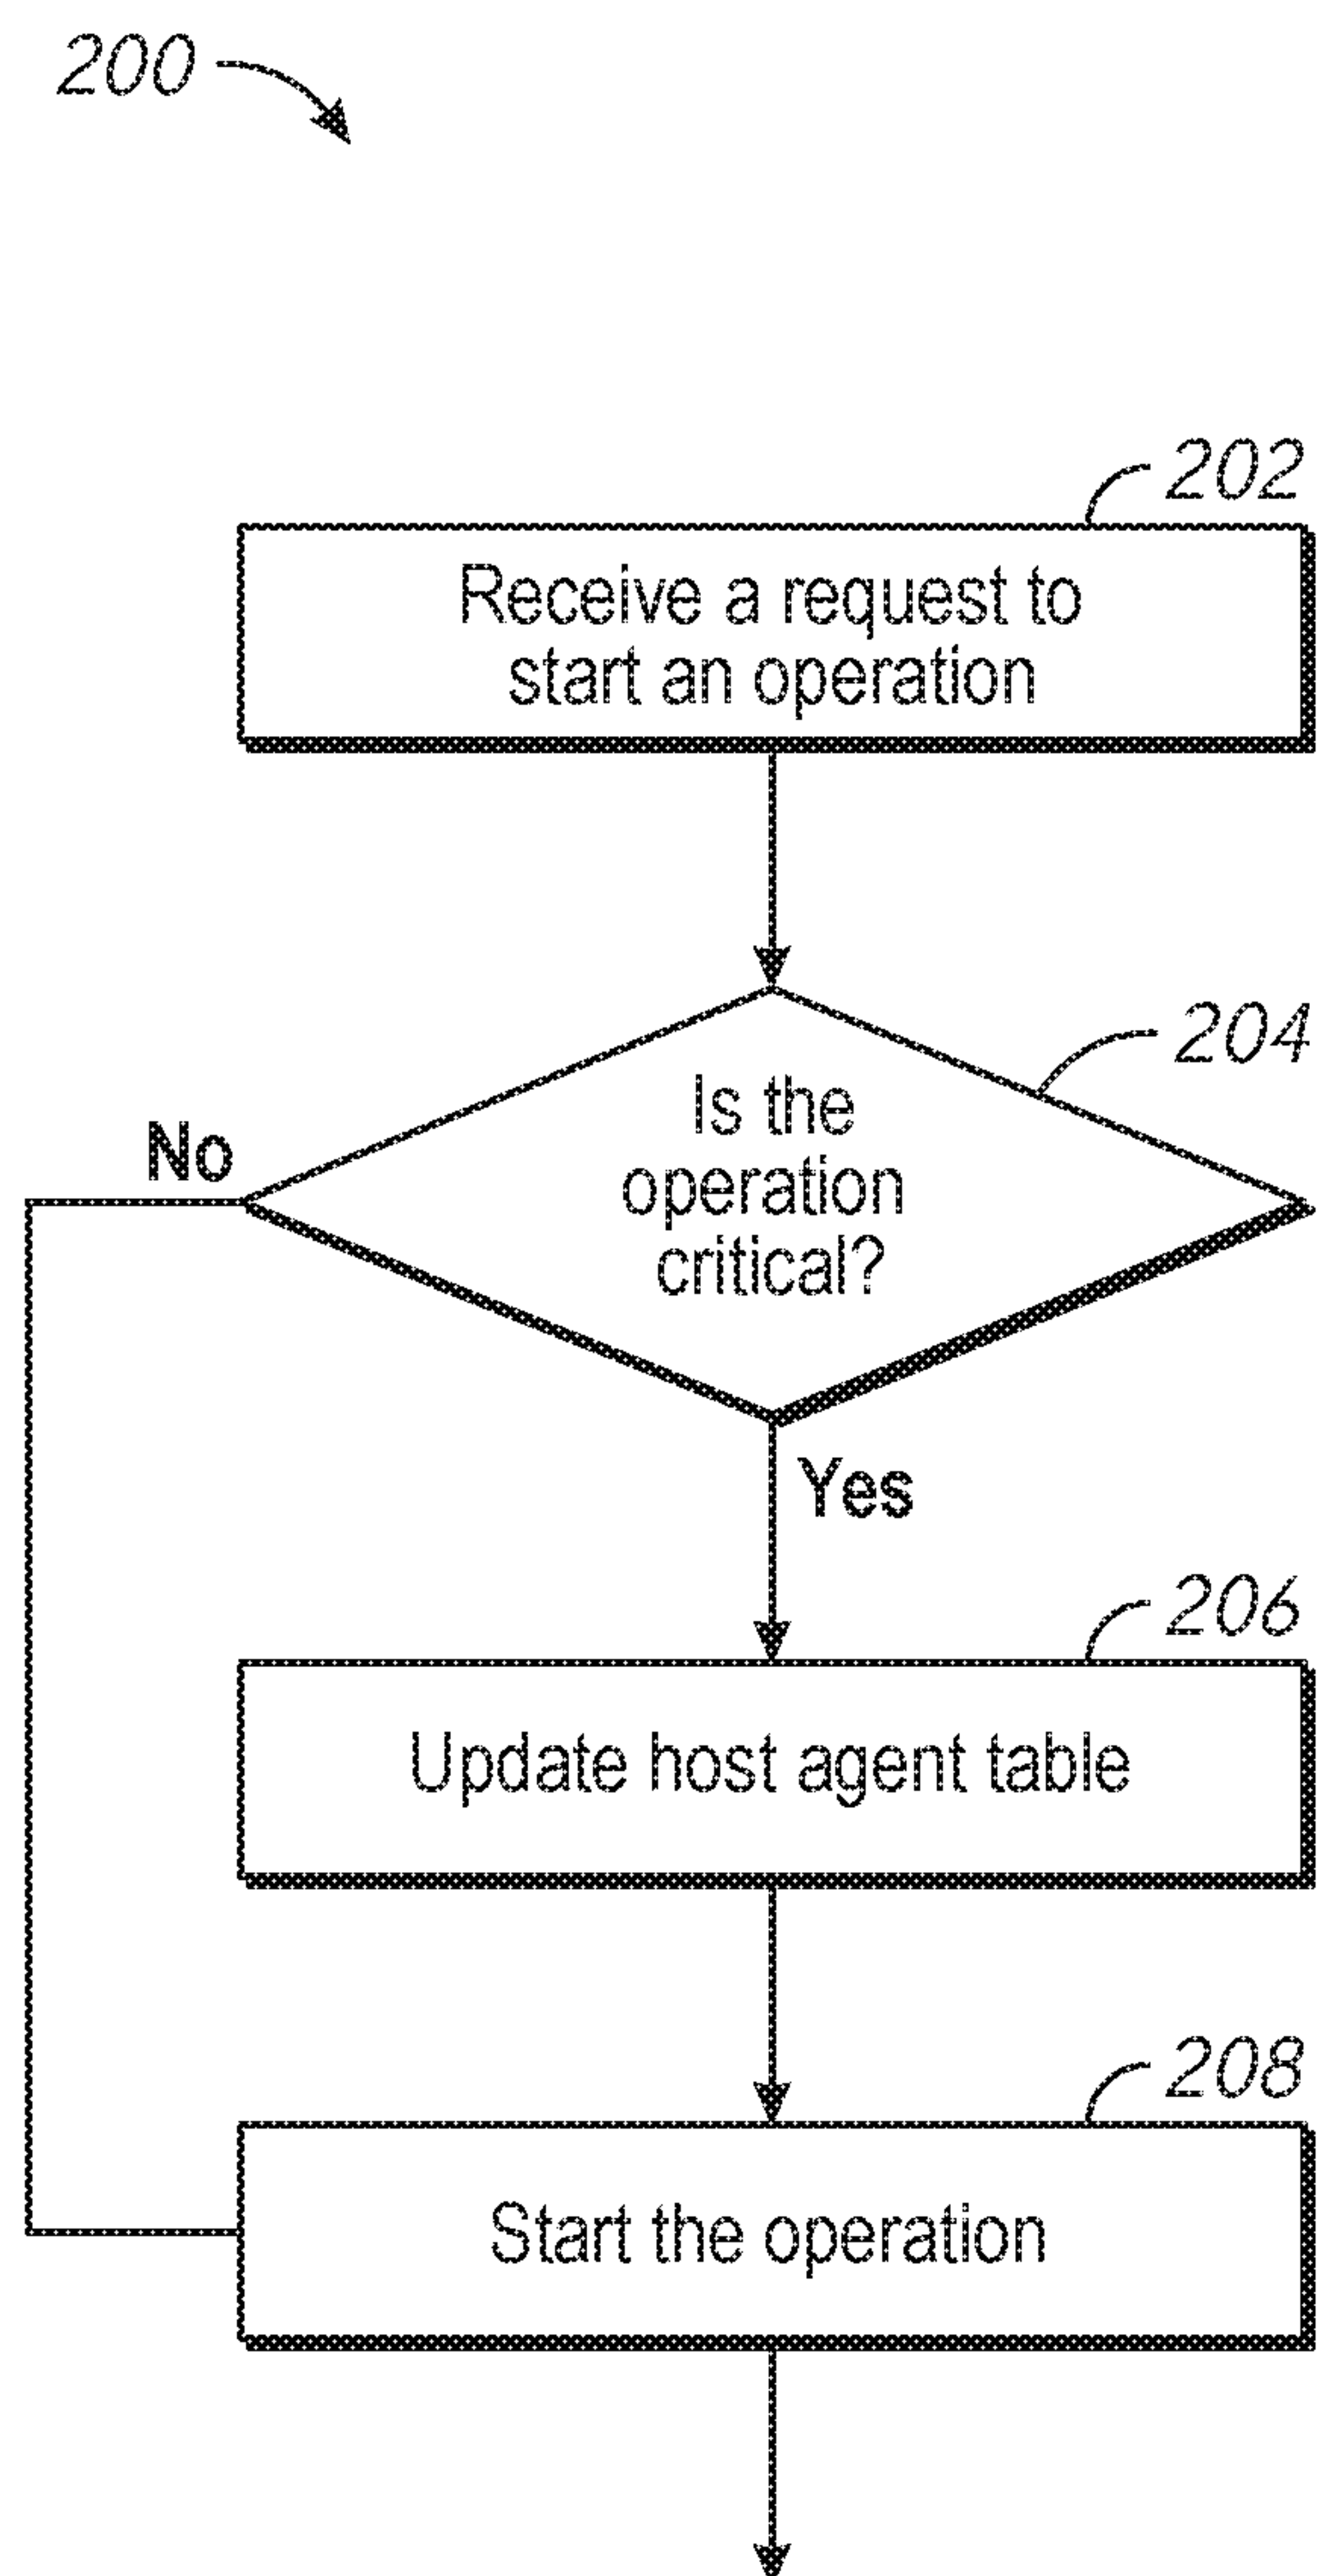 200
202
Receive a request to
start an operation
204
Is the
operation
critical?
No
Yes
206
Update host agent table
208
Start the operation